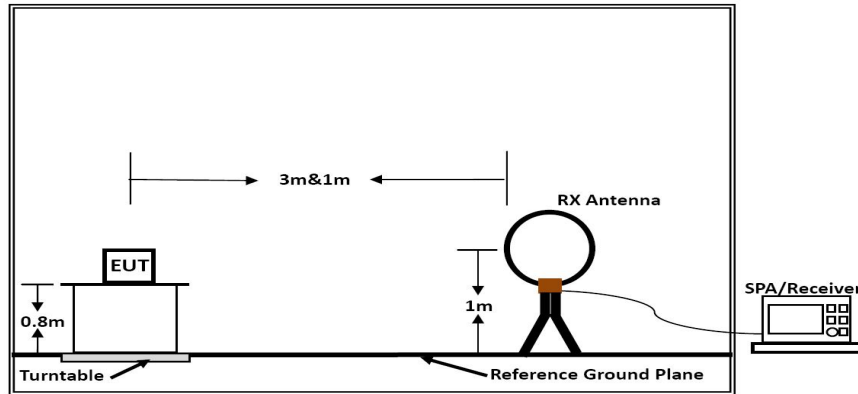 3m&1m
RX Antenna
EUT
SPA/Receiver
0.8m
1m
Turntable
Reference Ground Plane